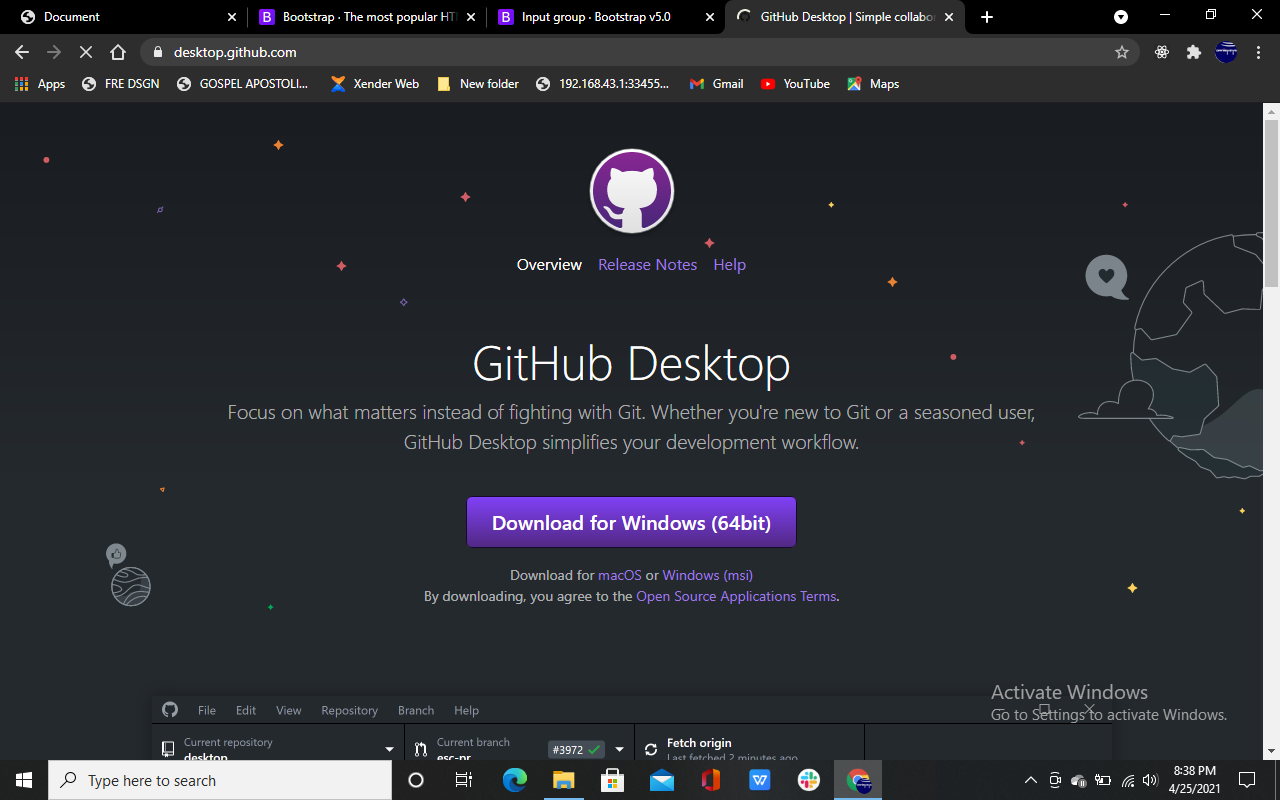 Document
Bootstrap · The most popular HT
Input group · Bootstrap v5.0
GitHub Desktop | Simple collabo
desktop.github.com
Apps
FRE DSGN
GOSPEL APOSTOLI...
Xender Web
New folder
192.168.43.1:33455...
Gmail
YouTube
Maps
Overview
Release Notes
Help
GitHub Desktop
Focus on what matters instead of fighting with Git. Whether you're new to Git or a seasoned user,
GitHub Desktop simplifies your development workflow.
Download for Windows (64bit)
Download for macOS or Windows (msi)
By downloading, you agree to the Open Source Applications Terms.
Activate Windows
Go to Settings to activate Windows.
File
Edit
View
Repository
Branch
Help
Current repository
desktop
Current branch
esc-pr
#3972
Fetch origin
Last fetched 2 minutes ago
Type here to search
8:38 PM
4/25/2021